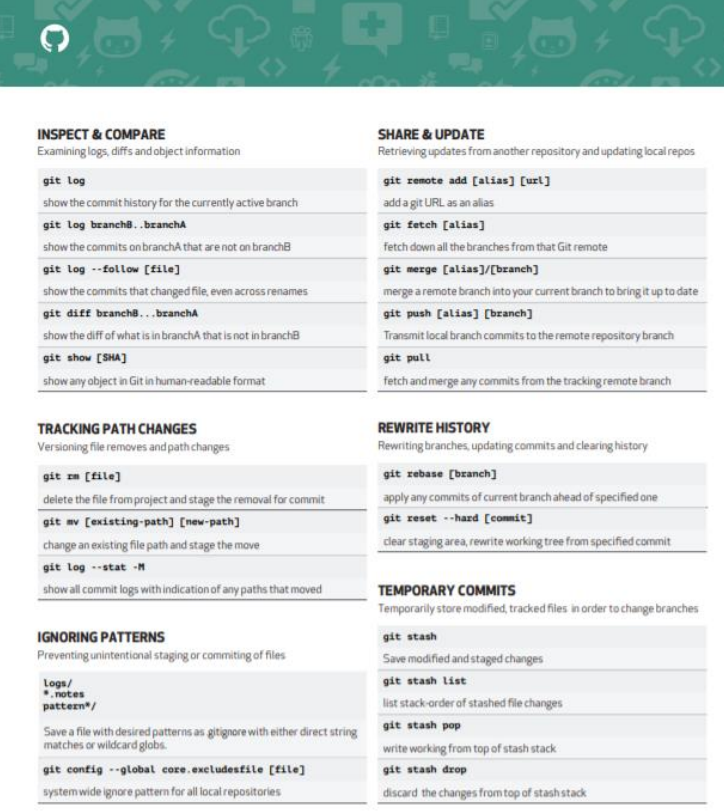 INSPECT & COMPARE
Examining logs, diffs and object information
git log
show the commit history for the currently active branch
git log branchB..branchA
show the commits on branchA that are not on branchB
git log --follow [file]
show the commits that changed file, even across renames
git diff branchB...branchA
show the diff of what is in branchA that is not in branchB
git show [SHA]
show any object in Git in human-readable format
TRACKING PATH CHANGES
Versioning file removes and path changes
git rm [file]
delete the file from project and stage the removal for commit
git mv [existing-path] [new-path]
change an existing file path and stage the move
git log --stat -M
show all commit logs with indication of any paths that moved
IGNORING PATTERNS
Preventing unintentional staging or commiting of files
logs/
*.notes
pattern*/
Save a file with desired patterns as .gitignore with either direct string
matches or wildcard globs.
git config --global core.excludesfile [file]
system wide ignore pattern for all local repositories
SHARE & UPDATE
Retrieving updates from another repository and updating local repos
git remote add [alias] [url]
add a git URL as an alias
git fetch [alias]
fetch down all the branches from that Git remote
git merge [alias]/[branch]
merge a remote branch into your current branch to bring it up to date
git push [alias] [branch]
Transmit local branch commits to the remote repository branch
git pull
fetch and merge any commits from the tracking remote branch
REWRITE HISTORY
Rewriting branches, updating commits and clearing history
git rebase [branch]
apply any commits of current branch ahead of specified one
git reset --hard [commit]
clear staging area, rewrite working tree from specified commit
TEMPORARY COMMITS
Temporarily store modified, tracked files in order to change branches
git stash
Save modified and staged changes
git stash list
list stack-order of stashed file changes
git stash pop
write working from top of stash stack
git stash drop
discard the changes from top of stash stack